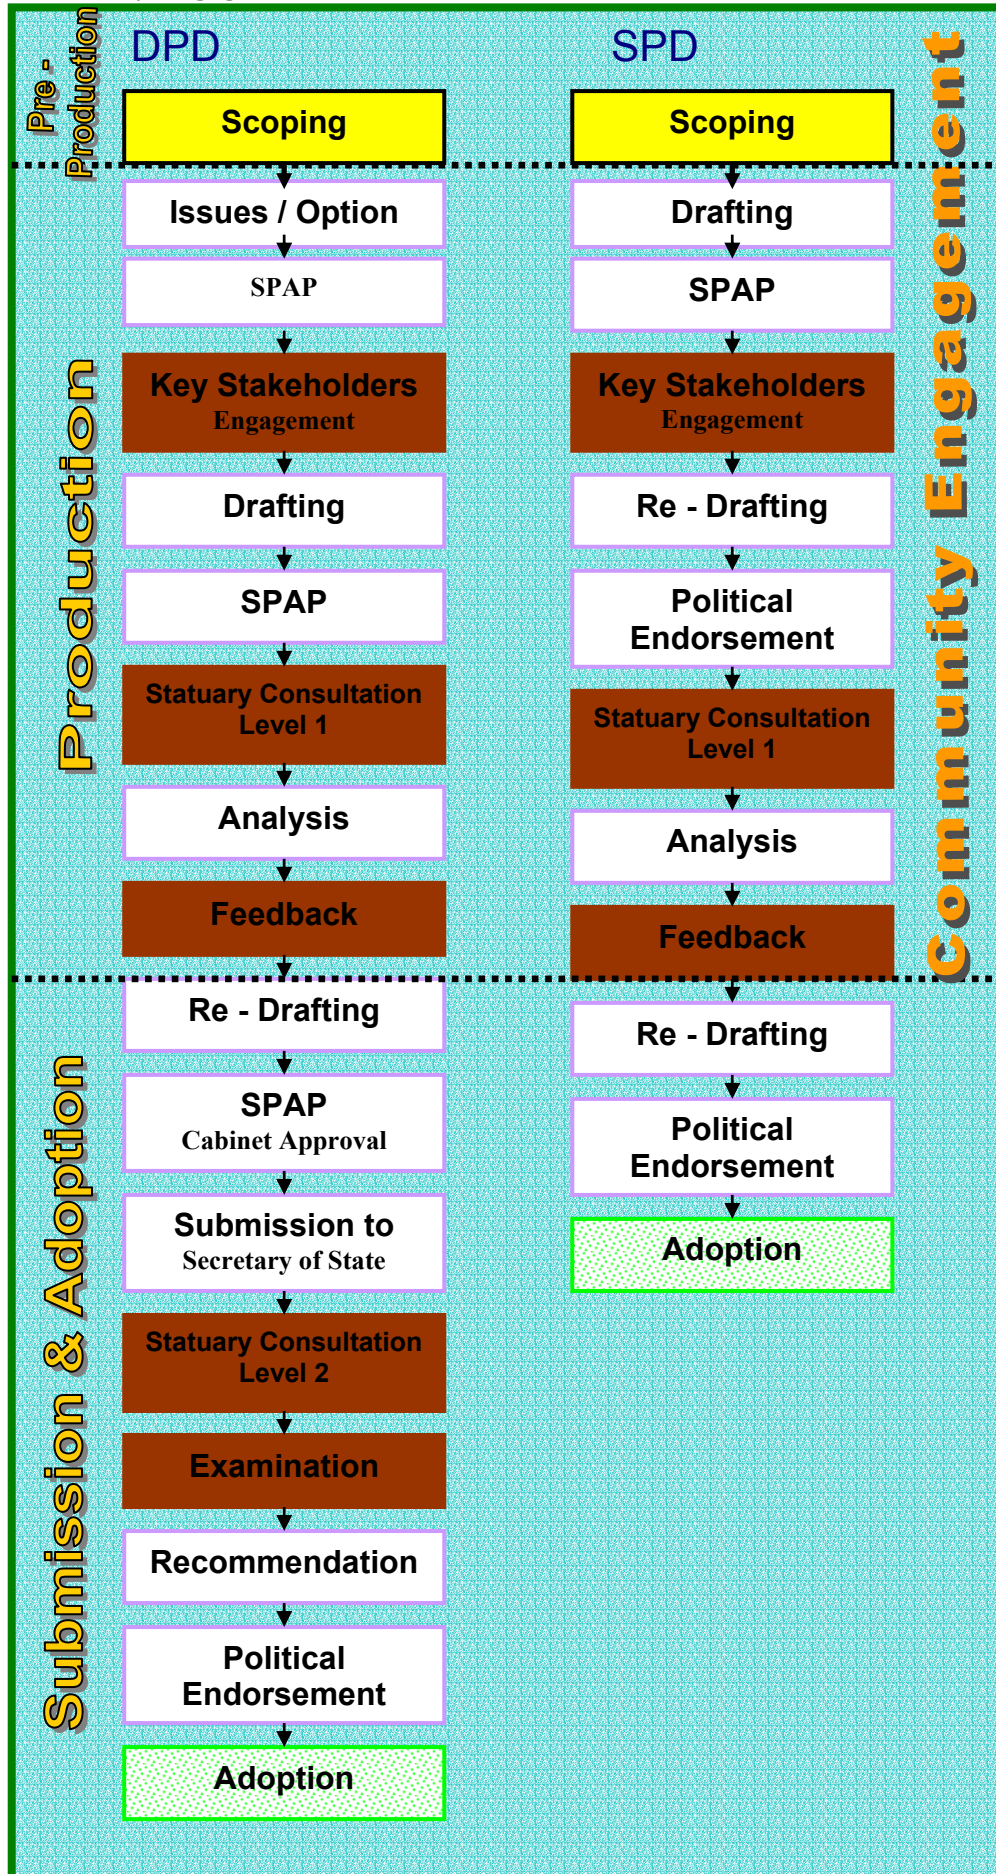 Pre -
Production
DPD
Scoping
Production
Issues / Option
SPAP
Key Stakeholders
Engagement
Drafting
SPAP
Statuary Consultation
Level 1
Analysis
Feedback
Submission & Adoption
Re - Drafting
SPAP
Cabinet Approval
Submission to
Secretary of State
Statuary Consultation
Level 2
Examination
Recommendation
Political
Endorsement
Adoption
SPD
Scoping
Drafting
SPAP
Key Stakeholders
Engagement
Re - Drafting
Political
Endorsement
Statuary Consultation
Level 1
Analysis
Feedback
Re - Drafting
Political
Endorsement
Adoption
Community Engagement